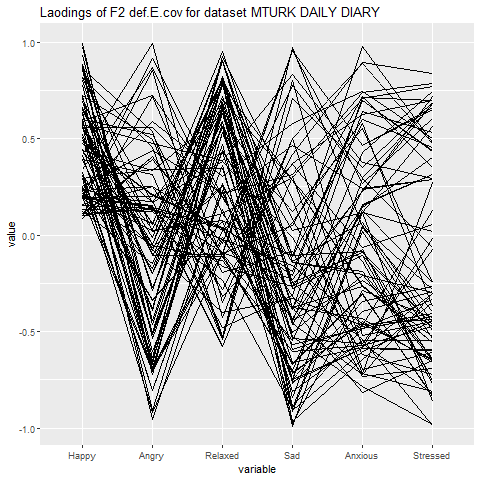 Laodings of F2 def.E.cov for dataset MTURK DAILY DIARY
1.0
0.5
0.0
-0.5
-1.0
value
Happy Angry Relaxed Sad Anxious Stressed
variable